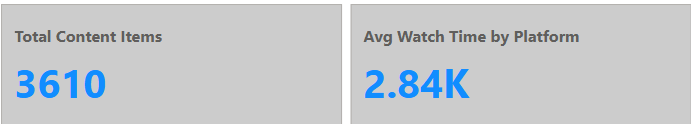 Total Content Items
3610
Avg Watch Time by Platform
2.84K